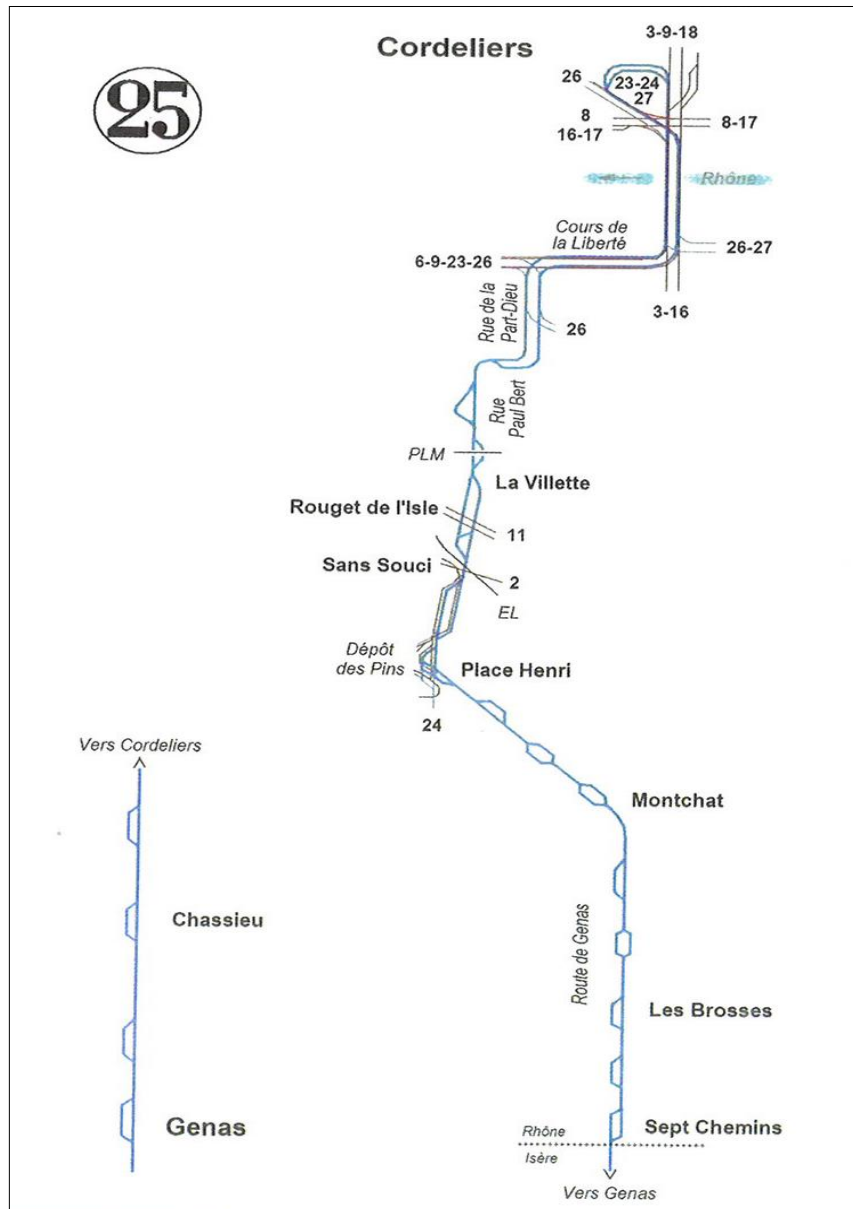 3-9-18
Cordeliers
25
26
23-24
27
8
16-17
8-17
Rhône
Cours de
la Liberté
6-9-23-26
26-27
3-16
Rue de la
Part-Dieu
26
Rue
Paul Bert
PLM
La Villette
Rouget de l'Isle
11
Sans Souci
2
EL
Dépôt
des Pins
Place Henri
24
Vers Cordeliers
Montchat
Chassieu
Route de Genas
Les Brosses
Genas
Sept Chemins
Rhône
Isère
Vers Genas